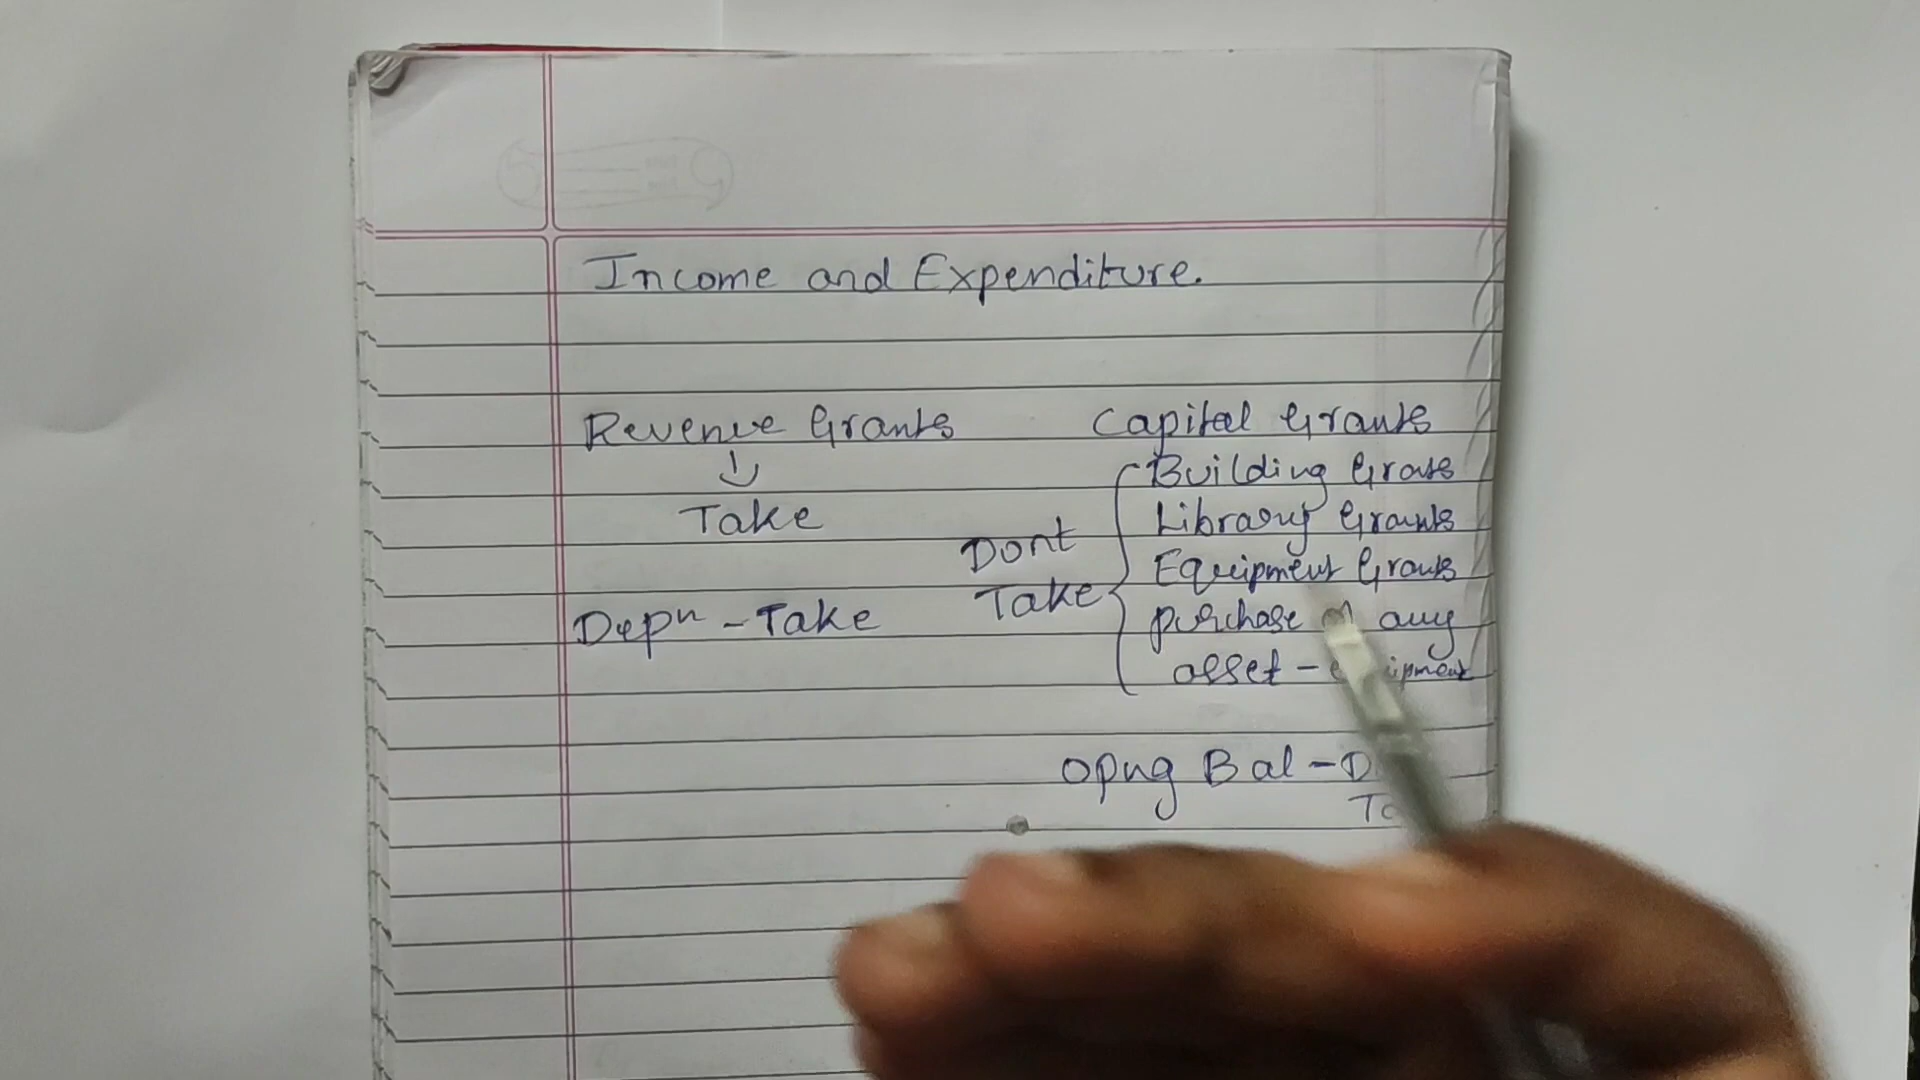 Income and Expenditure.
Revenue Grants
↓
Take
Depn - Take
Capital Grants
Building Grants
Library Grants
Equipment Grants
purchase of any
asset -
Dont
Take
Opng Bal -